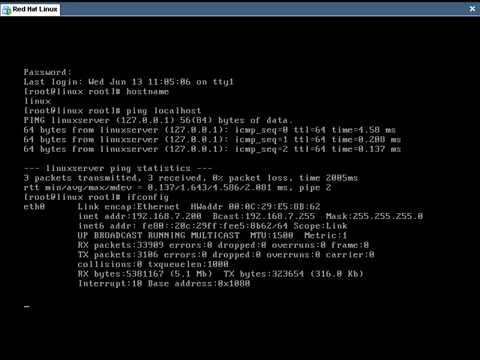 Red Hat Linux
Password:
Last login: Wed Jun 13 11:05:06 on tty1
[root@linux root]# hostname
linux
[root@linux root]# ping localhost
PING linuxserver (127.0.0.1) 56(84) bytes of data.
64 bytes from linuxserver (127.0.0.1): icmp_seq=0 ttl=64 time=4.58 ms
64 bytes from linuxserver (127.0.0.1): icmp_seq=1 ttl=64 time=0.208 ms
64 bytes from linuxserver (127.0.0.1): icmp_seq=2 ttl=64 time=0.137 ms
--- linuxserver ping statistics ---
3 packets transmitted, 3 received, 0% packet loss, time 2005ms
rtt min/avg/max/mdev = 0.137/1.643/4.586/2.081 ms, pipe 2
[root@linux root]# ifconfig
eth0 Link encap:Ethernet HWaddr 00:0C:29:E5:8B:62
inet addr:192.168.7.200 Bcast:192.168.7.255 Mask:255.255.255.0
inet6 addr: fe80::20c:29ff:fee5:8b62/64 Scope:Link
UP BROADCAST RUNNING MULTICAST MTU:1500 Metric:1
RX packets:33909 errors:0 dropped:0 overruns:0 frame:0
TX packets:3106 errors:0 dropped:0 overruns:0 carrier:0
collisions:0 txqueuelen:1000
RX bytes:5381167 (5.1 Mb) TX bytes:323654 (316.0 Kb)
Interrupt:10 Base address:0x1080